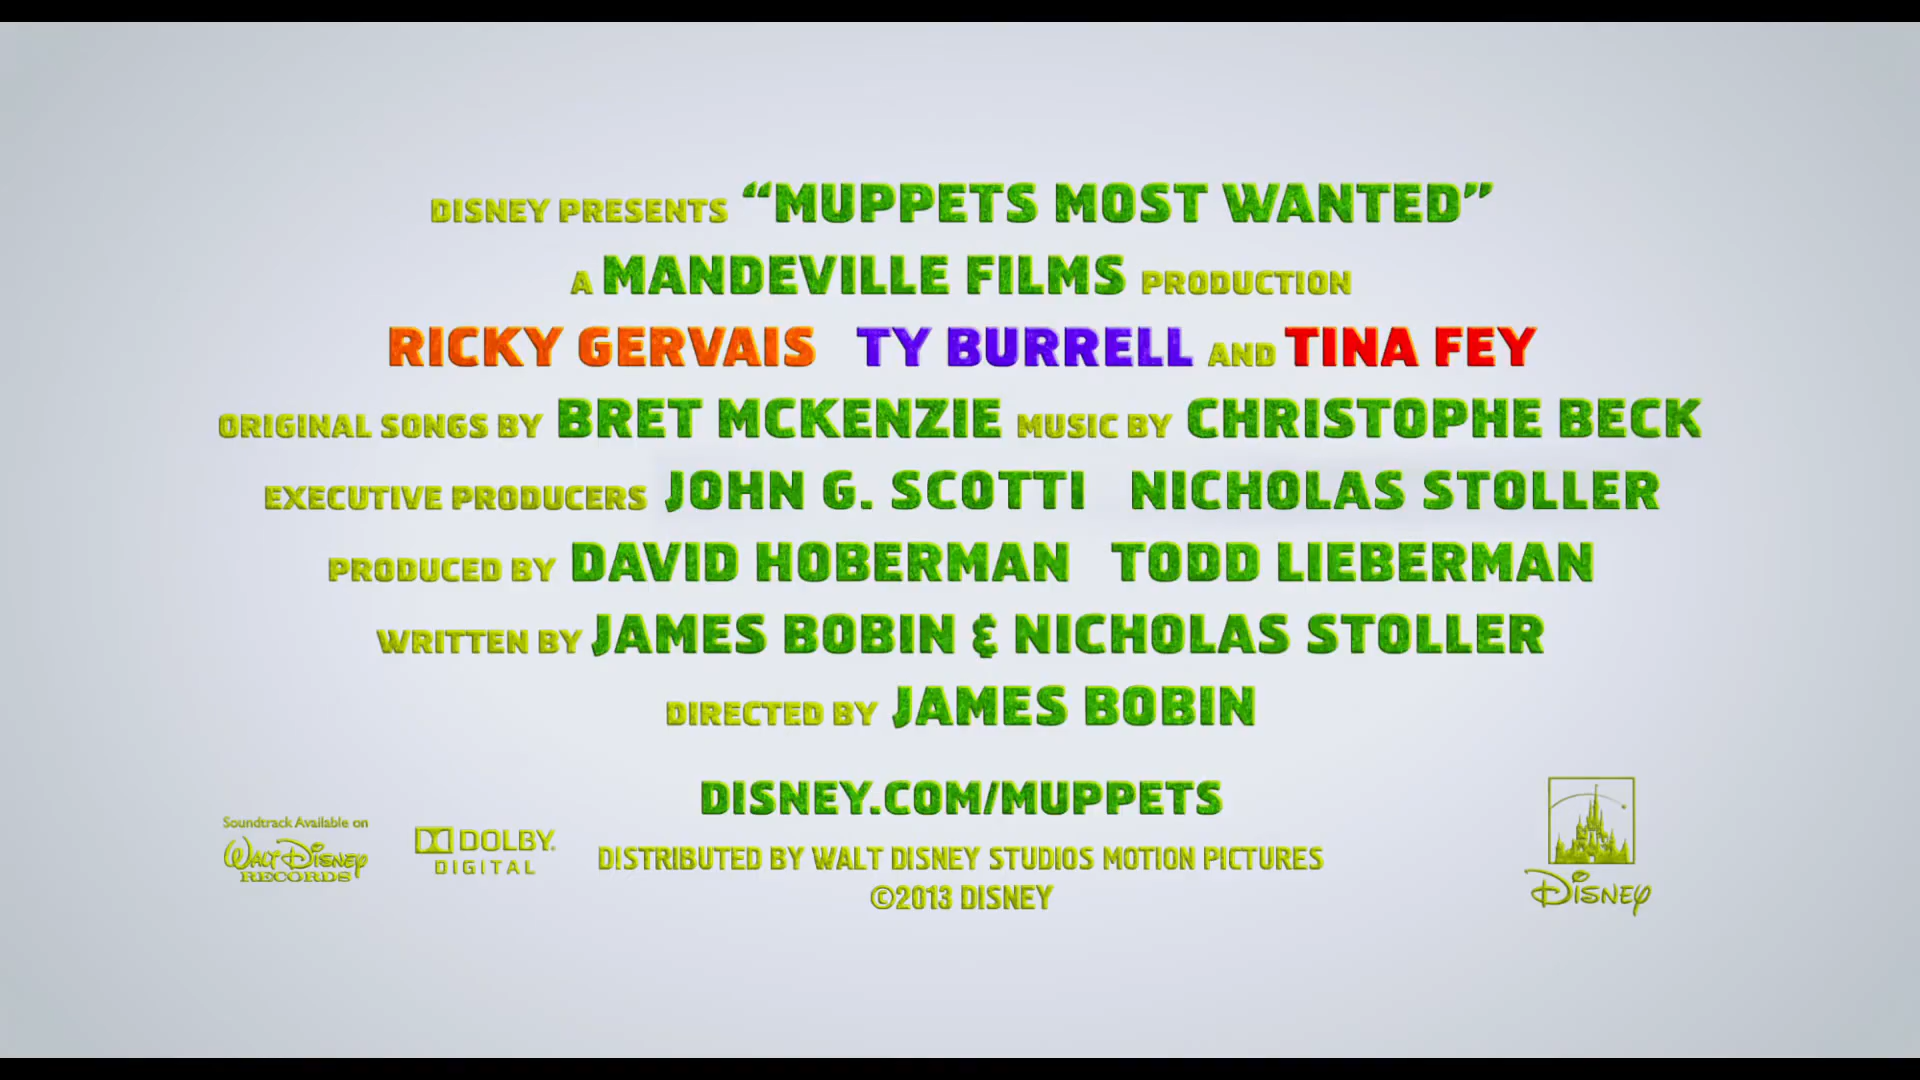 DISNEY PRESENTS “MUPPETS MOST WANTED”
A MANDEVILLE FILMS PRODUCTION
RICKY GERVAIS TY BURRELL AND TINA FEY
ORIGINAL SONGS BY BRET MCKENZIE MUSIC BY CHRISTOPHE BECK
EXECUTIVE PRODUCERS JOHN G. SCOTTI NICHOLAS STOLLER
PRODUCED BY DAVID HOBERMAN TODD LIEBERMAN
WRITTEN BY JAMES BOBIN & NICHOLAS STOLLER
DIRECTED BY JAMES BOBIN
DISNEY.COM/MUPPETS
Soundtrack Available on
WALT DISNEY
RECORDS
DOLBY.
DIGITAL
DISTRIBUTED BY WALT DISNEY STUDIOS MOTION PICTURES
©2013 DISNEY
DISNEY